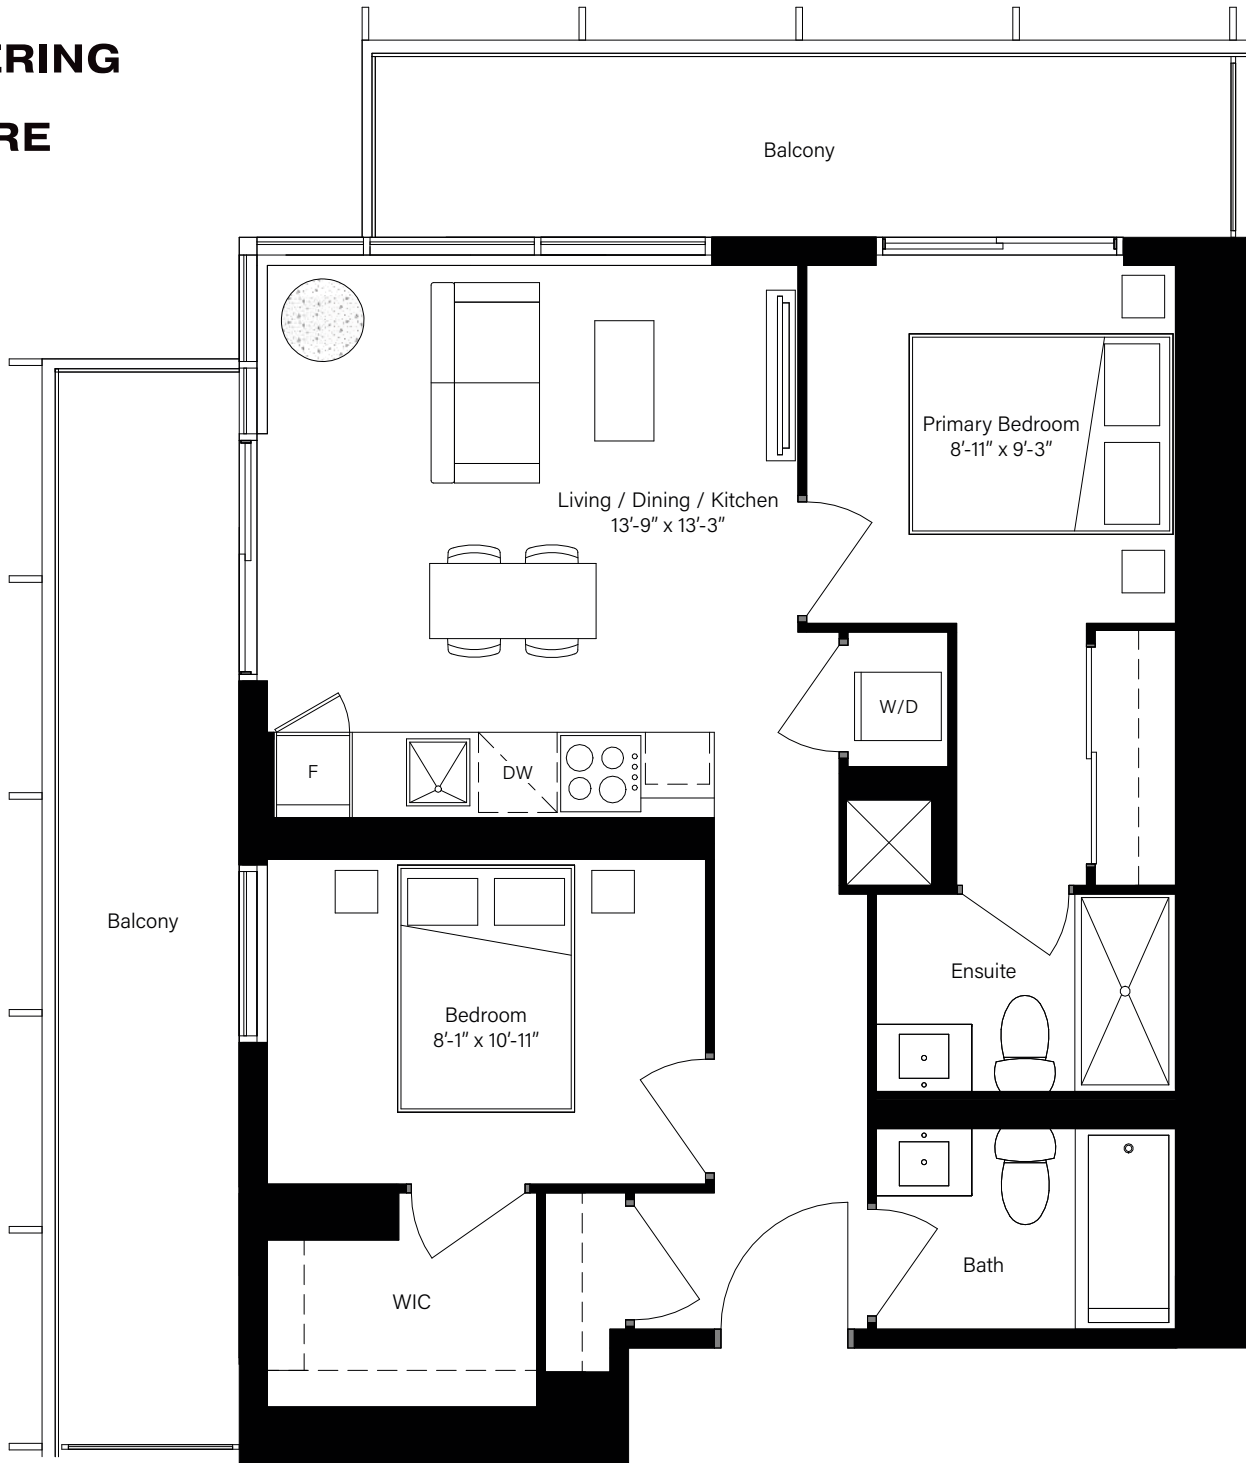 ERING
RE
Balcony
Primary Bedroom
8'-11" x 9'-3"
Living / Dining / Kitchen
13'-9" x 13'-3"
W/D
F
DW
Balcony
Ensuite
Bedroom
8'-1" x 10'-11"
Bath
WIC